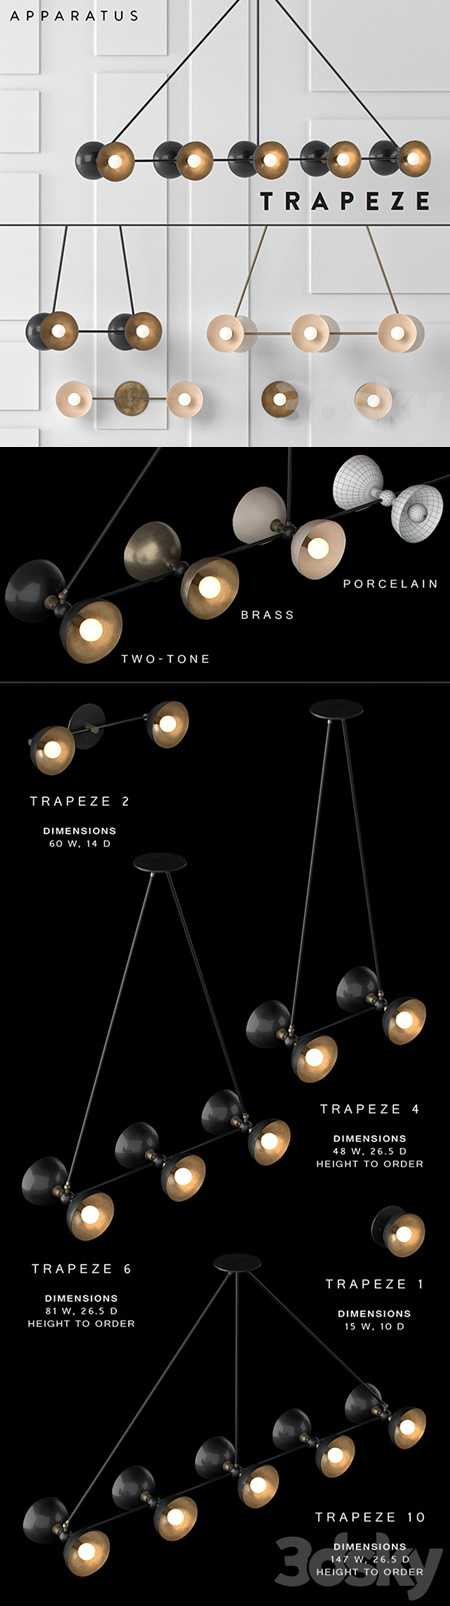 APPARATUS
TRAPEZE
3dsky
PORCELAIN
BRASS
TWO-TONE
TRAPEZE 2
DIMENSIONS
60 W, 14 D
TRAPEZE 4
DIMENSIONS
48 W, 26.5 D
HEIGHT TO ORDER
TRAPEZE 6
DIMENSIONS
81 W, 26.5 D
HEIGHT TO ORDER
TRAPEZE 1
DIMENSIONS
15 W, 10 D
TRAPEZE 10
DIMENSIONS
147 W, 26.5 D
HEIGHT TO ORDER
3dsky